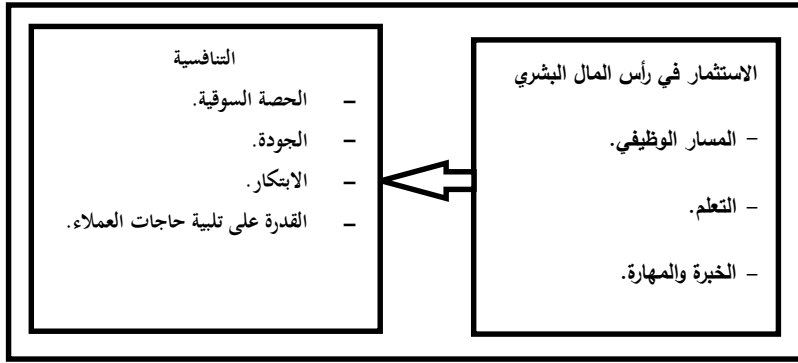 الاستثمار في رأس المال البشري
– المسار الوظيفي.
– التعلم.
– الخبرة والمهارة.
التنافسية
– الحصة السوقية.
– الجودة.
– الابتكار.
– القدرة على تلبية حاجات العملاء.